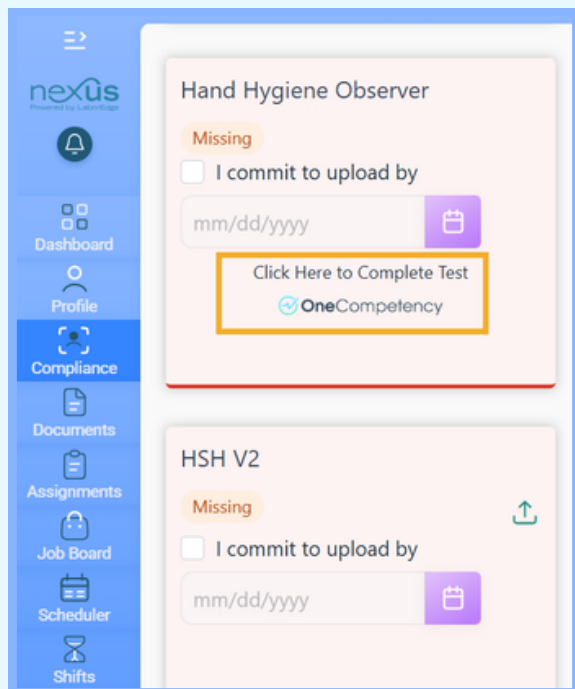 nexus
Powered by LaborEdge
Dashboard
Profile
Compliance
Documents
Assignments
Job Board
Scheduler
Shifts
Hand Hygiene Observer
Missing
I commit to upload by
mm/dd/yyyy
Click Here to Complete Test
OneCompetency
HSH V2
Missing
I commit to upload by
mm/dd/yyyy